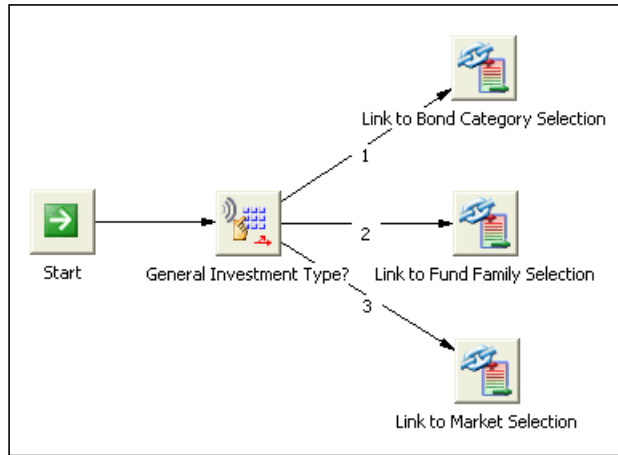 Link to Bond Category Selection
1
Start
General Investment Type?
2
Link to Fund Family Selection
3
Link to Market Selection